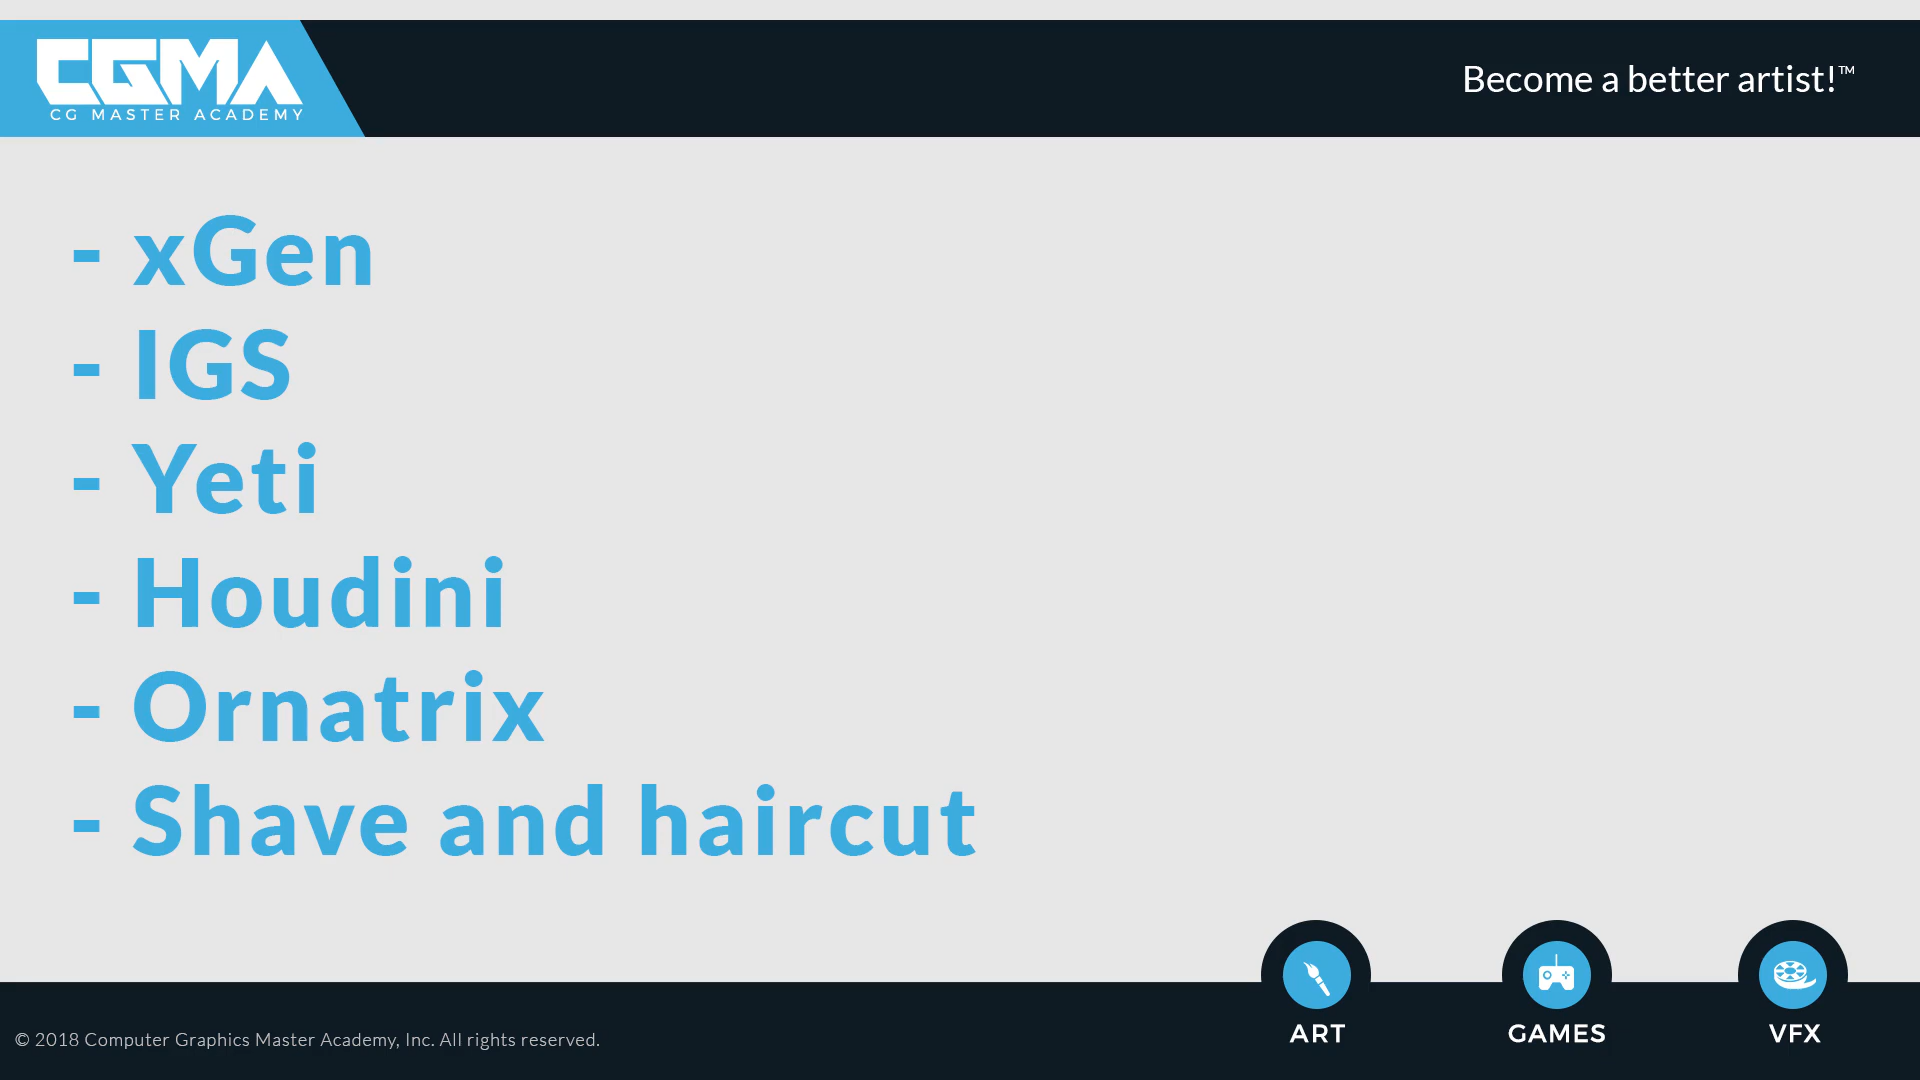 CGMA
CG MASTER ACADEMY
Become a better artist!™
- xGen
- IGS
- Yeti
- Houdini
- Ornatrix
- Shave and haircut
ART
GAMES
VFX
© 2018 Computer Graphics Master Academy, Inc. All rights reserved.